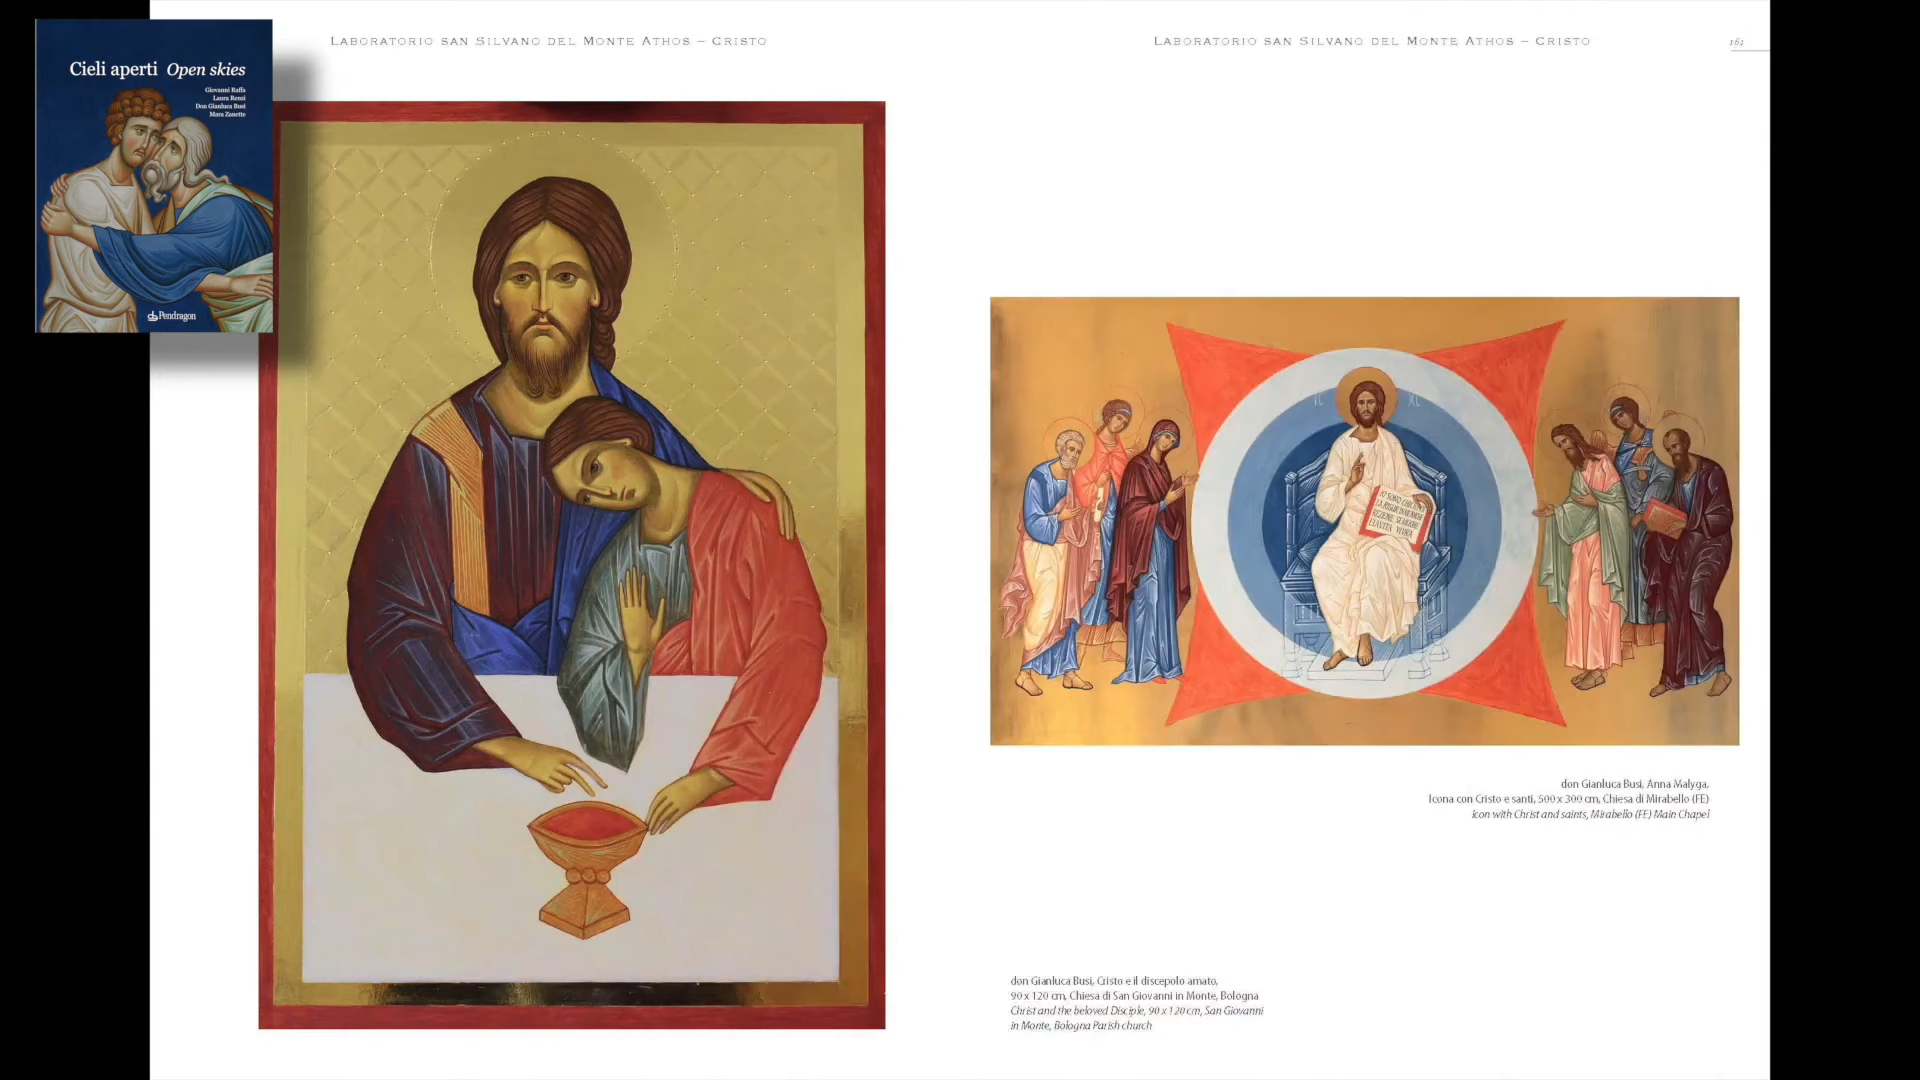 Cieli aperti Open skies
Giovanni Raffa
Laura Renzi
Don Gianluca Busi
Mara Zanette
Pendragon
LABORATORIO SAN SILVANO DEL MONTE ATHOS – CRISTO
LABORATORIO SAN SILVANO DEL MONTE ATHOS – CRISTO
161
IC XC
IO SONO
don Gianluca Busi, Anna Malyga,
Icona con Cristo e santi, 500 x 300 cm, Chiesa di Mirabello (FE)
Icon with Christ and saints, Mirabello (FE) Main Chapel
don Gianluca Busi, Cristo e il discepolo amato,
90 x 120 cm, Chiesa di San Giovanni in Monte, Bologna
Christ and the beloved Disciple, 90 x 120 cm, San Giovanni
in Monte, Bologna Parish church